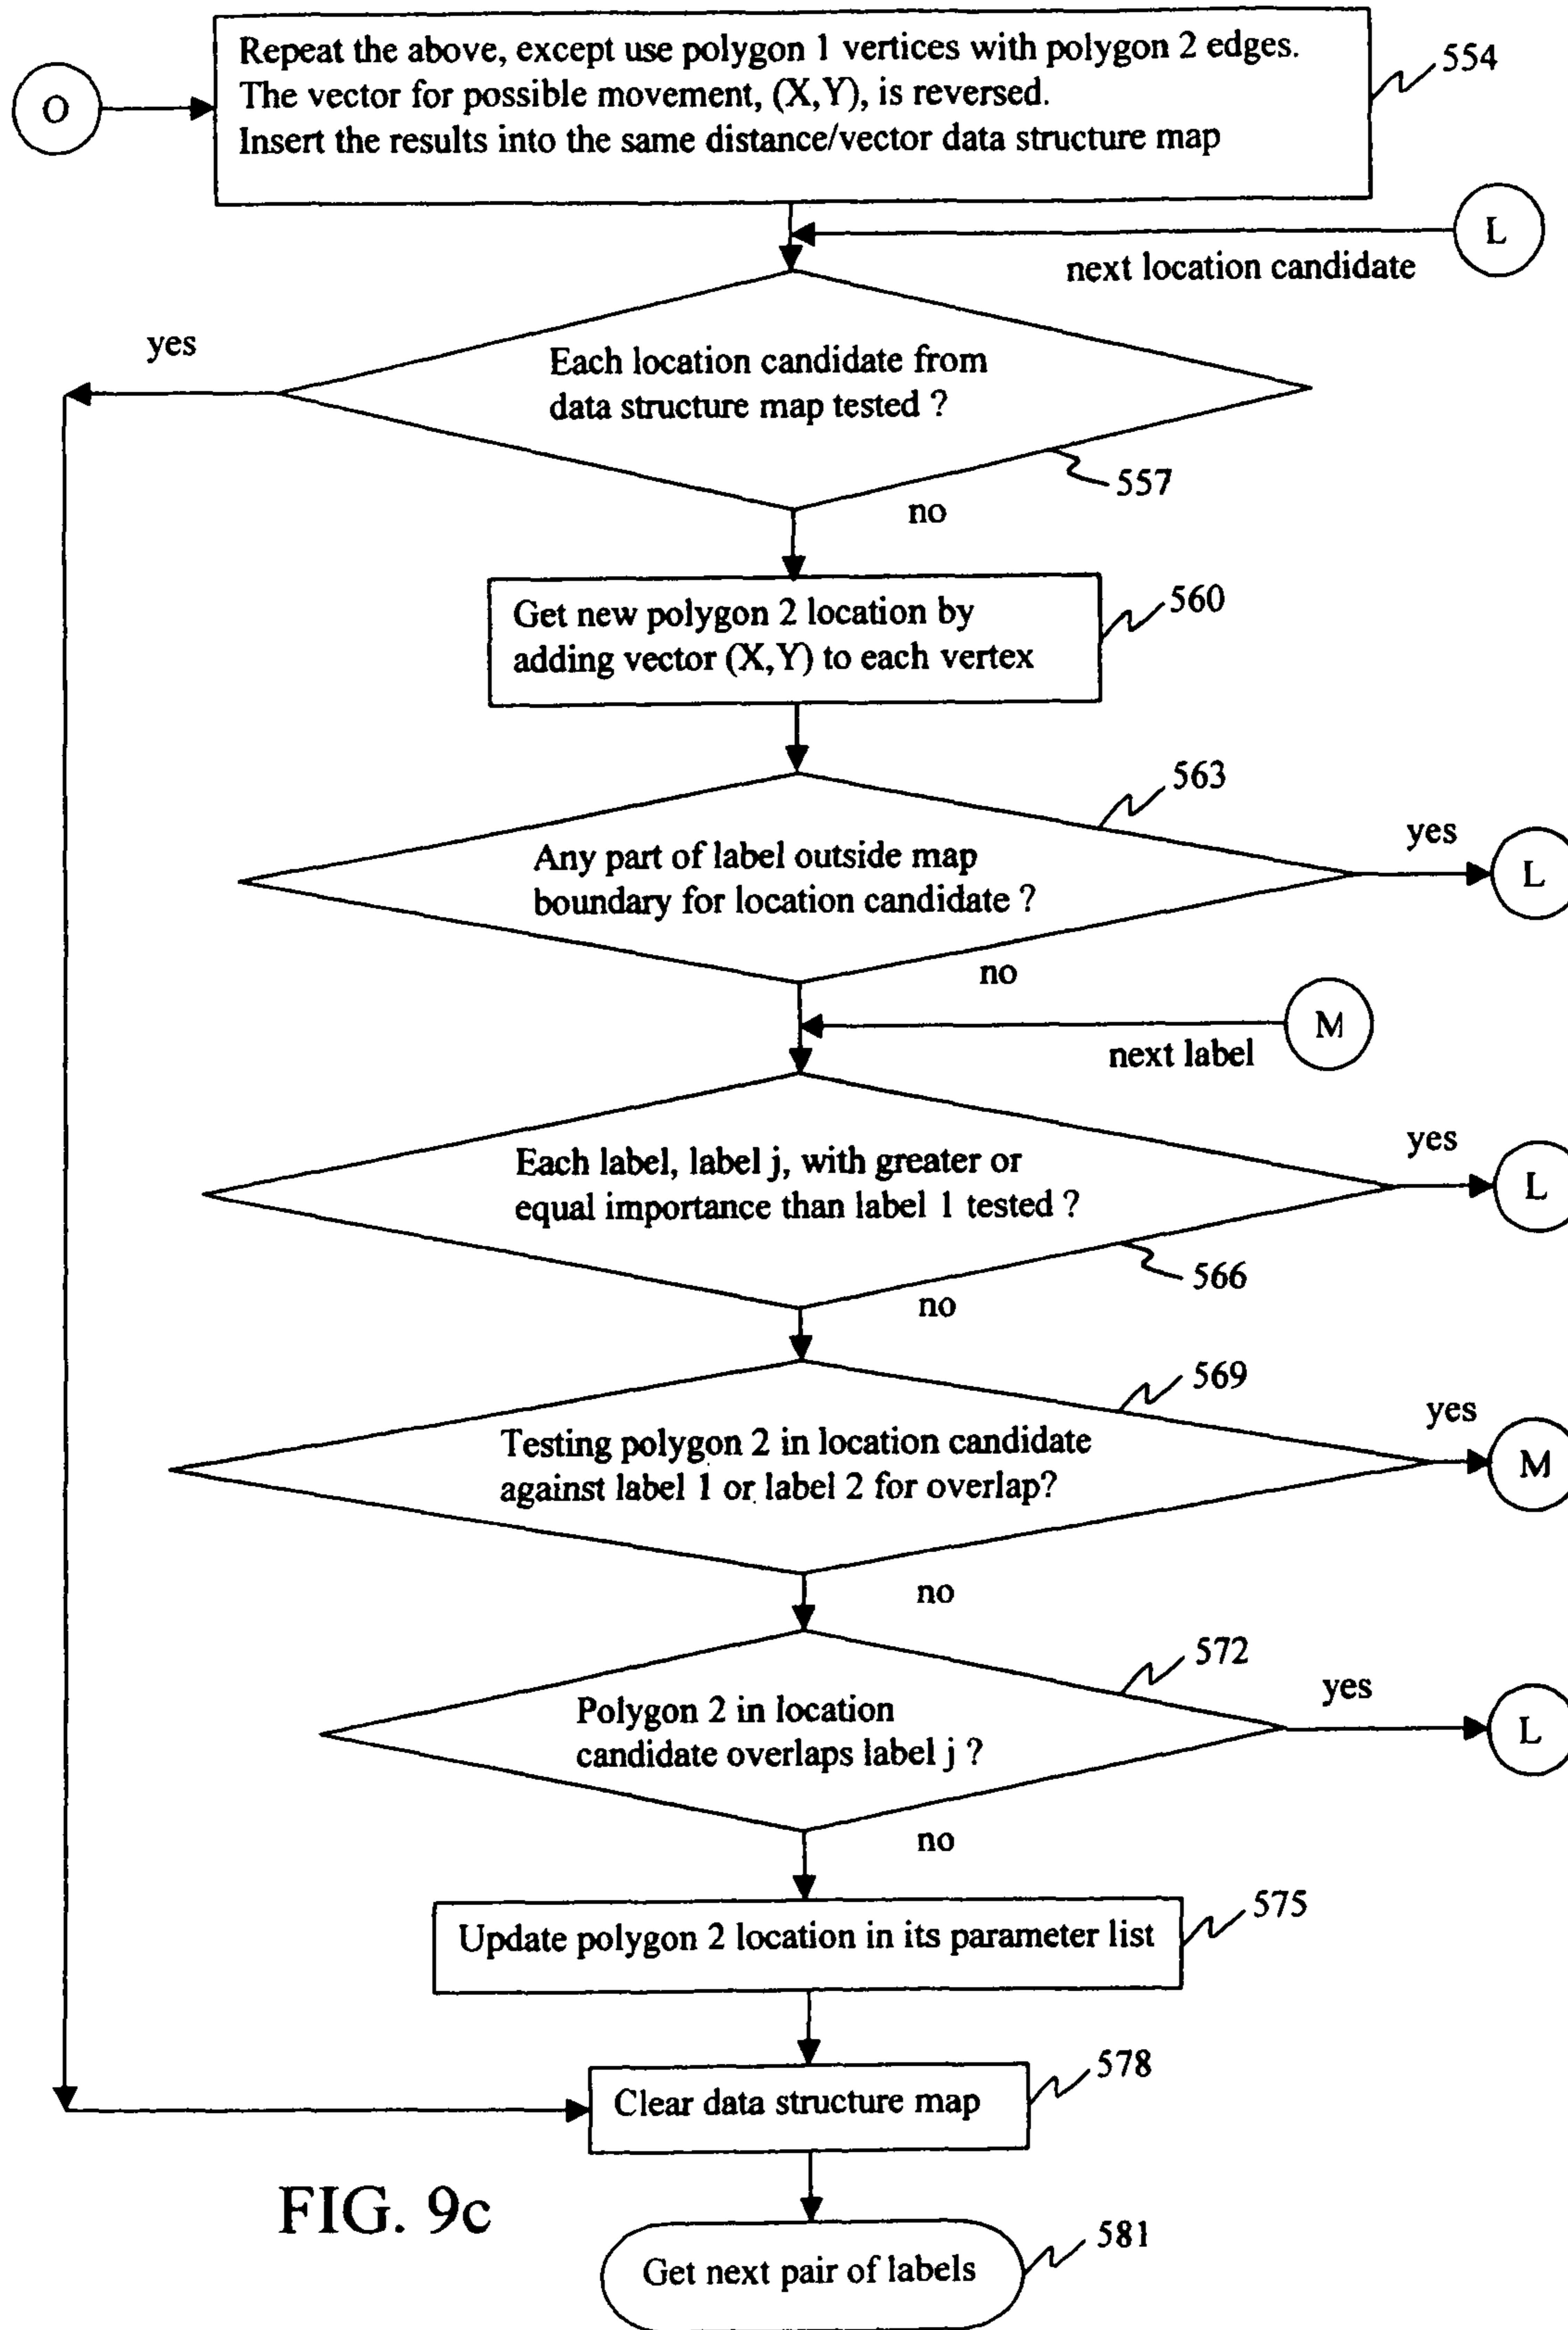 Repeat the above, except use polygon 1 vertices with polygon 2 edges.
The vector for possible movement, (X,Y), is reversed.
Insert the results into the same distance/vector data structure map
554
O
L
next location candidate
yes
Each location candidate from
data structure map tested ?
557
no
Get new polygon 2 location by
adding vector (X,Y) to each vertex
560
563
Any part of label outside map
boundary for location candidate ?
yes
L
no
M
next label
Each label, label j, with greater or
equal importance than label 1 tested ?
yes
L
566
no
569
Testing polygon 2 in location candidate
against label 1 or label 2 for overlap?
yes
M
no
572
Polygon 2 in location
candidate overlaps label j ?
yes
L
no
575
Update polygon 2 location in its parameter list
578
Clear data structure map
FIG. 9c
581
Get next pair of labels